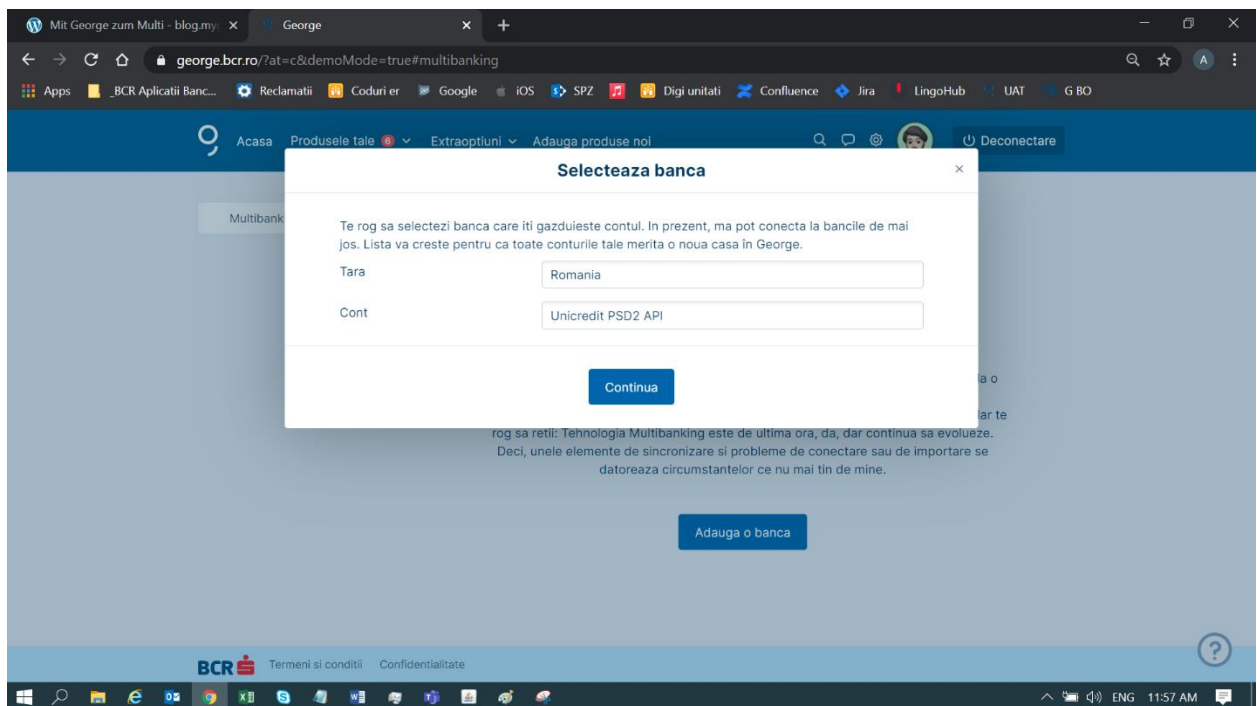 Mit George zum Multi - blog.my
George
george.bcr.ro/?at=c&demoMode=true#multibanking
A
Apps
_BCR Aplicatii Banc...
Reclamatii
Coduri er
Google
iOS
SPZ
Digi unitati
Confluence
Jira
LingoHub
UAT
G BO
Acasa
Produsele tale 6
Extraoptiuni
Adauga produse noi
Deconectare
Selecteaza banca
Multibank
Te rog sa selectezi banca care iti gazduieste contul. In prezent, ma pot conecta la bancile de mai
jos. Lista va creste pentru ca toate conturile tale merita o noua casa în George.
Tara
Romania
Cont
Unicredit PSD2 API
Continua
la o
lar te
rog sa retii: Tehnologia Multibanking este de ultima ora, da, dar continua sa evolueze.
Deci, unele elemente de sincronizare si probleme de conectare sau de importare se
datoreaza circumstantelor ce nu mai tin de mine.
Adauga o banca
?
BCR
Termeni si conditii
Confidentialitate
ENG
11:57 AM